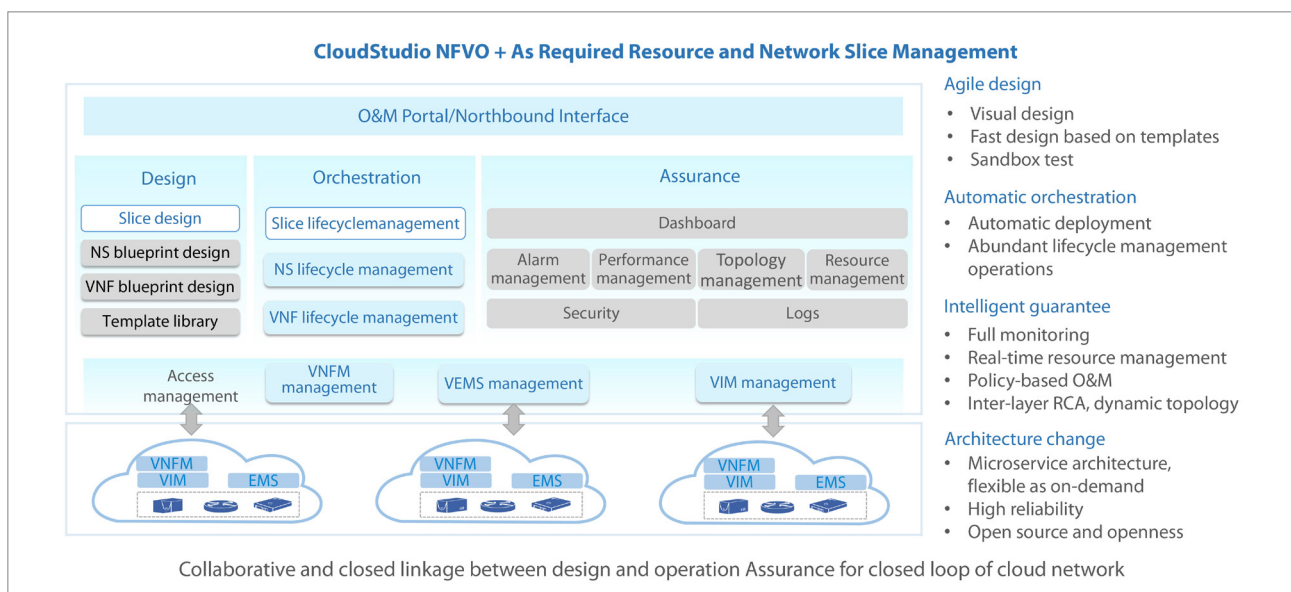 CloudStudio NFVO + As Required Resource and Network Slice Management
O&M Portal/Northbound Interface
Design
Slice design
NS blueprint design
VNF blueprint design
Template library
Orchestration
Slice lifecyclemanagement
NS lifecycle management
VNF lifecycle management
Assurance
Dashboard
Alarm
management
Performance
management
Topology
management
Resource
management
Security
Logs
Access
management
VNFM
management
VEMS management
VIM management
VNFM
VIM
EMS
VNFM
VIM
EMS
VNFM
VIM
EMS
Agile design
• Visual design
• Fast design based on templates
• Sandbox test
Automatic orchestration
• Automatic deployment
• Abundant lifecycle management
operations
Intelligent guarantee
• Full monitoring
• Real-time resource management
• Policy-based O&M
• Inter-layer RCA, dynamic topology
Architecture change
• Microservice architecture,
flexible as on-demand
• High reliability
• Open source and openness
Collaborative and closed linkage between design and operation Assurance for closed loop of cloud network